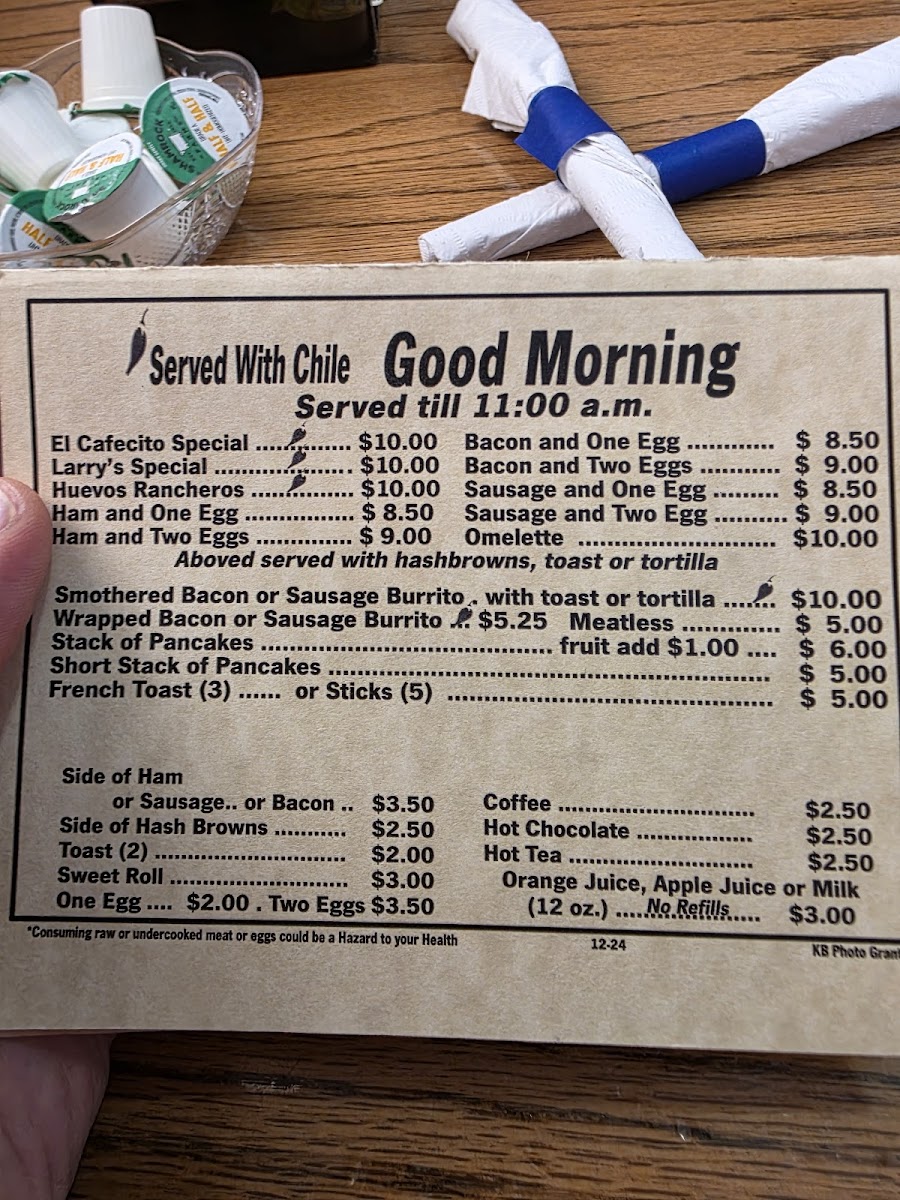 HALF & HALF
SHAMROCK
HALF
Served With Chile Good Morning
Served till 11:00 a.m.
El Cafecito Special ............ $10.00 Bacon and One Egg ............ $ 8.50
Larry's Special .................... $10.00 Bacon and Two Eggs ........... $ 9.00
Huevos Rancheros ............... $10.00 Sausage and One Egg ......... $ 8.50
Ham and One Egg ................ $ 8.50 Sausage and Two Egg .......... $ 9.00
Ham and Two Eggs .............. $ 9.00 Omelette ........................... $10.00
Aboved served with hashbrowns, toast or tortilla
Smothered Bacon or Sausage Burrito . with toast or tortilla ....... $10.00
Wrapped Bacon or Sausage Burrito .. $5.25 Meatless ............. $ 5.00
Stack of Pancakes .......................................... fruit add $1.00 .... $ 6.00
Short Stack of Pancakes ................................................................ $ 5.00
French Toast (3) ...... or Sticks (5) ............................................... $ 5.00
Side of Ham
or Sausage.. or Bacon .. $3.50
Side of Hash Browns ........... $2.50
Toast (2) ............................. $2.00
Sweet Roll ........................... $3.00
One Egg .... $2.00 . Two Eggs $3.50
Coffee .............................. $2.50
Hot Chocolate .................. $2.50
Hot Tea ............................ $2.50
Orange Juice, Apple Juice or Milk
(12 oz.) .....No Refills..... $3.00
*Consuming raw or undercooked meat or eggs could be a Hazard to your Health
12-24
KB Photo Grant